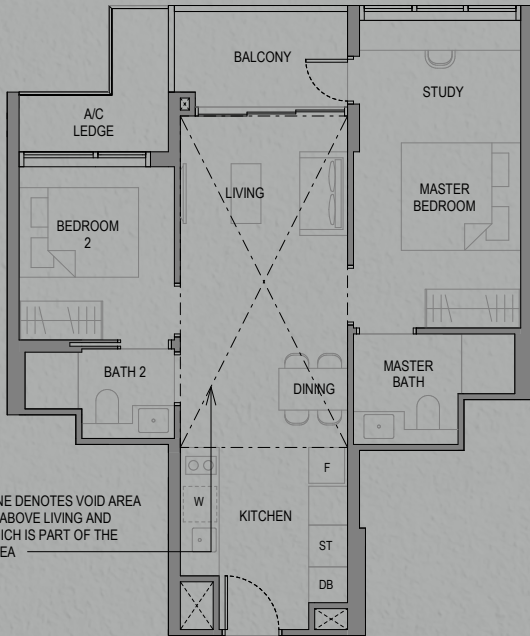 BALCONY
STUDY
A/C
LEDGE
LIVING
MASTER
BEDROOM
BEDROOM
2
BATH 2
MASTER
BATH
DINING
F
NE DENOTES VOID AREA
ABOVE LIVING AND
ICH IS PART OF THE
EA
W
KITCHEN
ST
DB